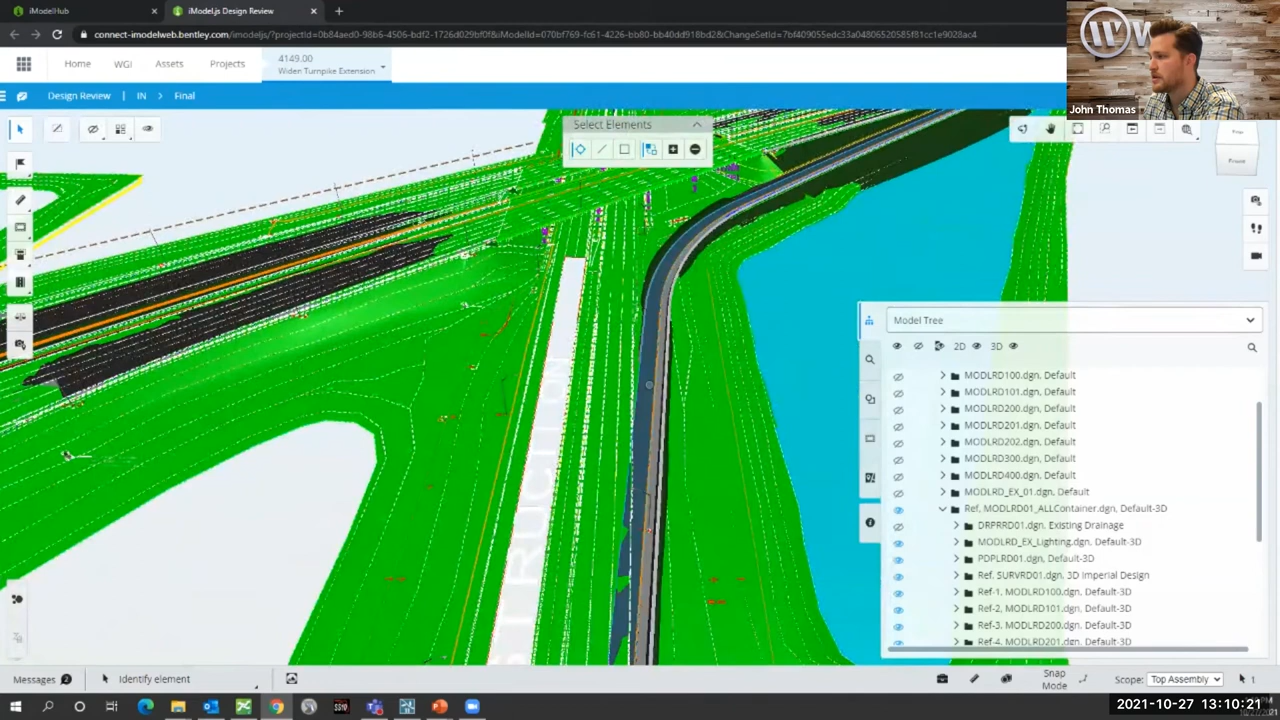 iModelHub
iModel.js Design Review
connect-imodelweb.bentley.com/imodeljs/?projectId=0b84aed0-98b6-4506-bdf2-1726d029bf0f&iModelId=070bf769-fc61-4226-bb80-bb40dd918bd2&ChangeSetId=7bf409055edc33a04806520585f81cc1e9028ac4
John Thomas
Home
WGI
Assets
Projects
4149.00
Widen Turnpike Extension
Design Review
IN
Final
Select Elements
Front
Model Tree
2D
3D
MODLRD100.dgn, Default
MODLRD101.dgn, Default
MODLRD200.dgn, Default
MODLRD201.dgn, Default
MODLRD202.dgn, Default
MODLRD300.dgn, Default
MODLRD400.dgn, Default
MODLRD_EX_01.dgn, Default
Ref, MODLRD01_ALLContainer.dgn, Default-3D
DRPRRD01.dgn, Existing Drainage
MODLRD_EX_Lighting.dgn, Default-3D
PDPLRD01.dgn, Default-3D
Ref, SURVRD01.dgn, 3D Imperial Design
Ref-1, MODLRD100.dgn, Default-3D
Ref-2, MODLRD101.dgn, Default-3D
Ref-3, MODLRD200.dgn, Default-3D
Ref-4, MODLRD201.dgn, Default-3D
Messages 2
Identify element
Snap Mode
Scope:
Top Assembly
1
2021-10-27 13:10:21